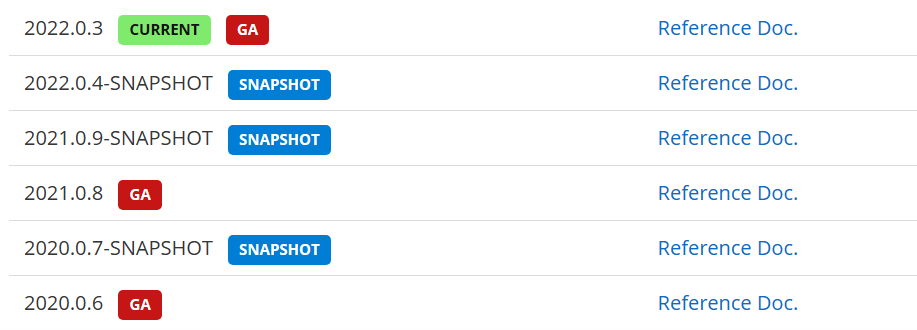 2022.0.3 CURRENT GA Reference Doc.
2022.0.4-SNAPSHOT SNAPSHOT Reference Doc.
2021.0.9-SNAPSHOT SNAPSHOT Reference Doc.
2021.0.8 GA Reference Doc.
2020.0.7-SNAPSHOT SNAPSHOT Reference Doc.
2020.0.6 GA Reference Doc.